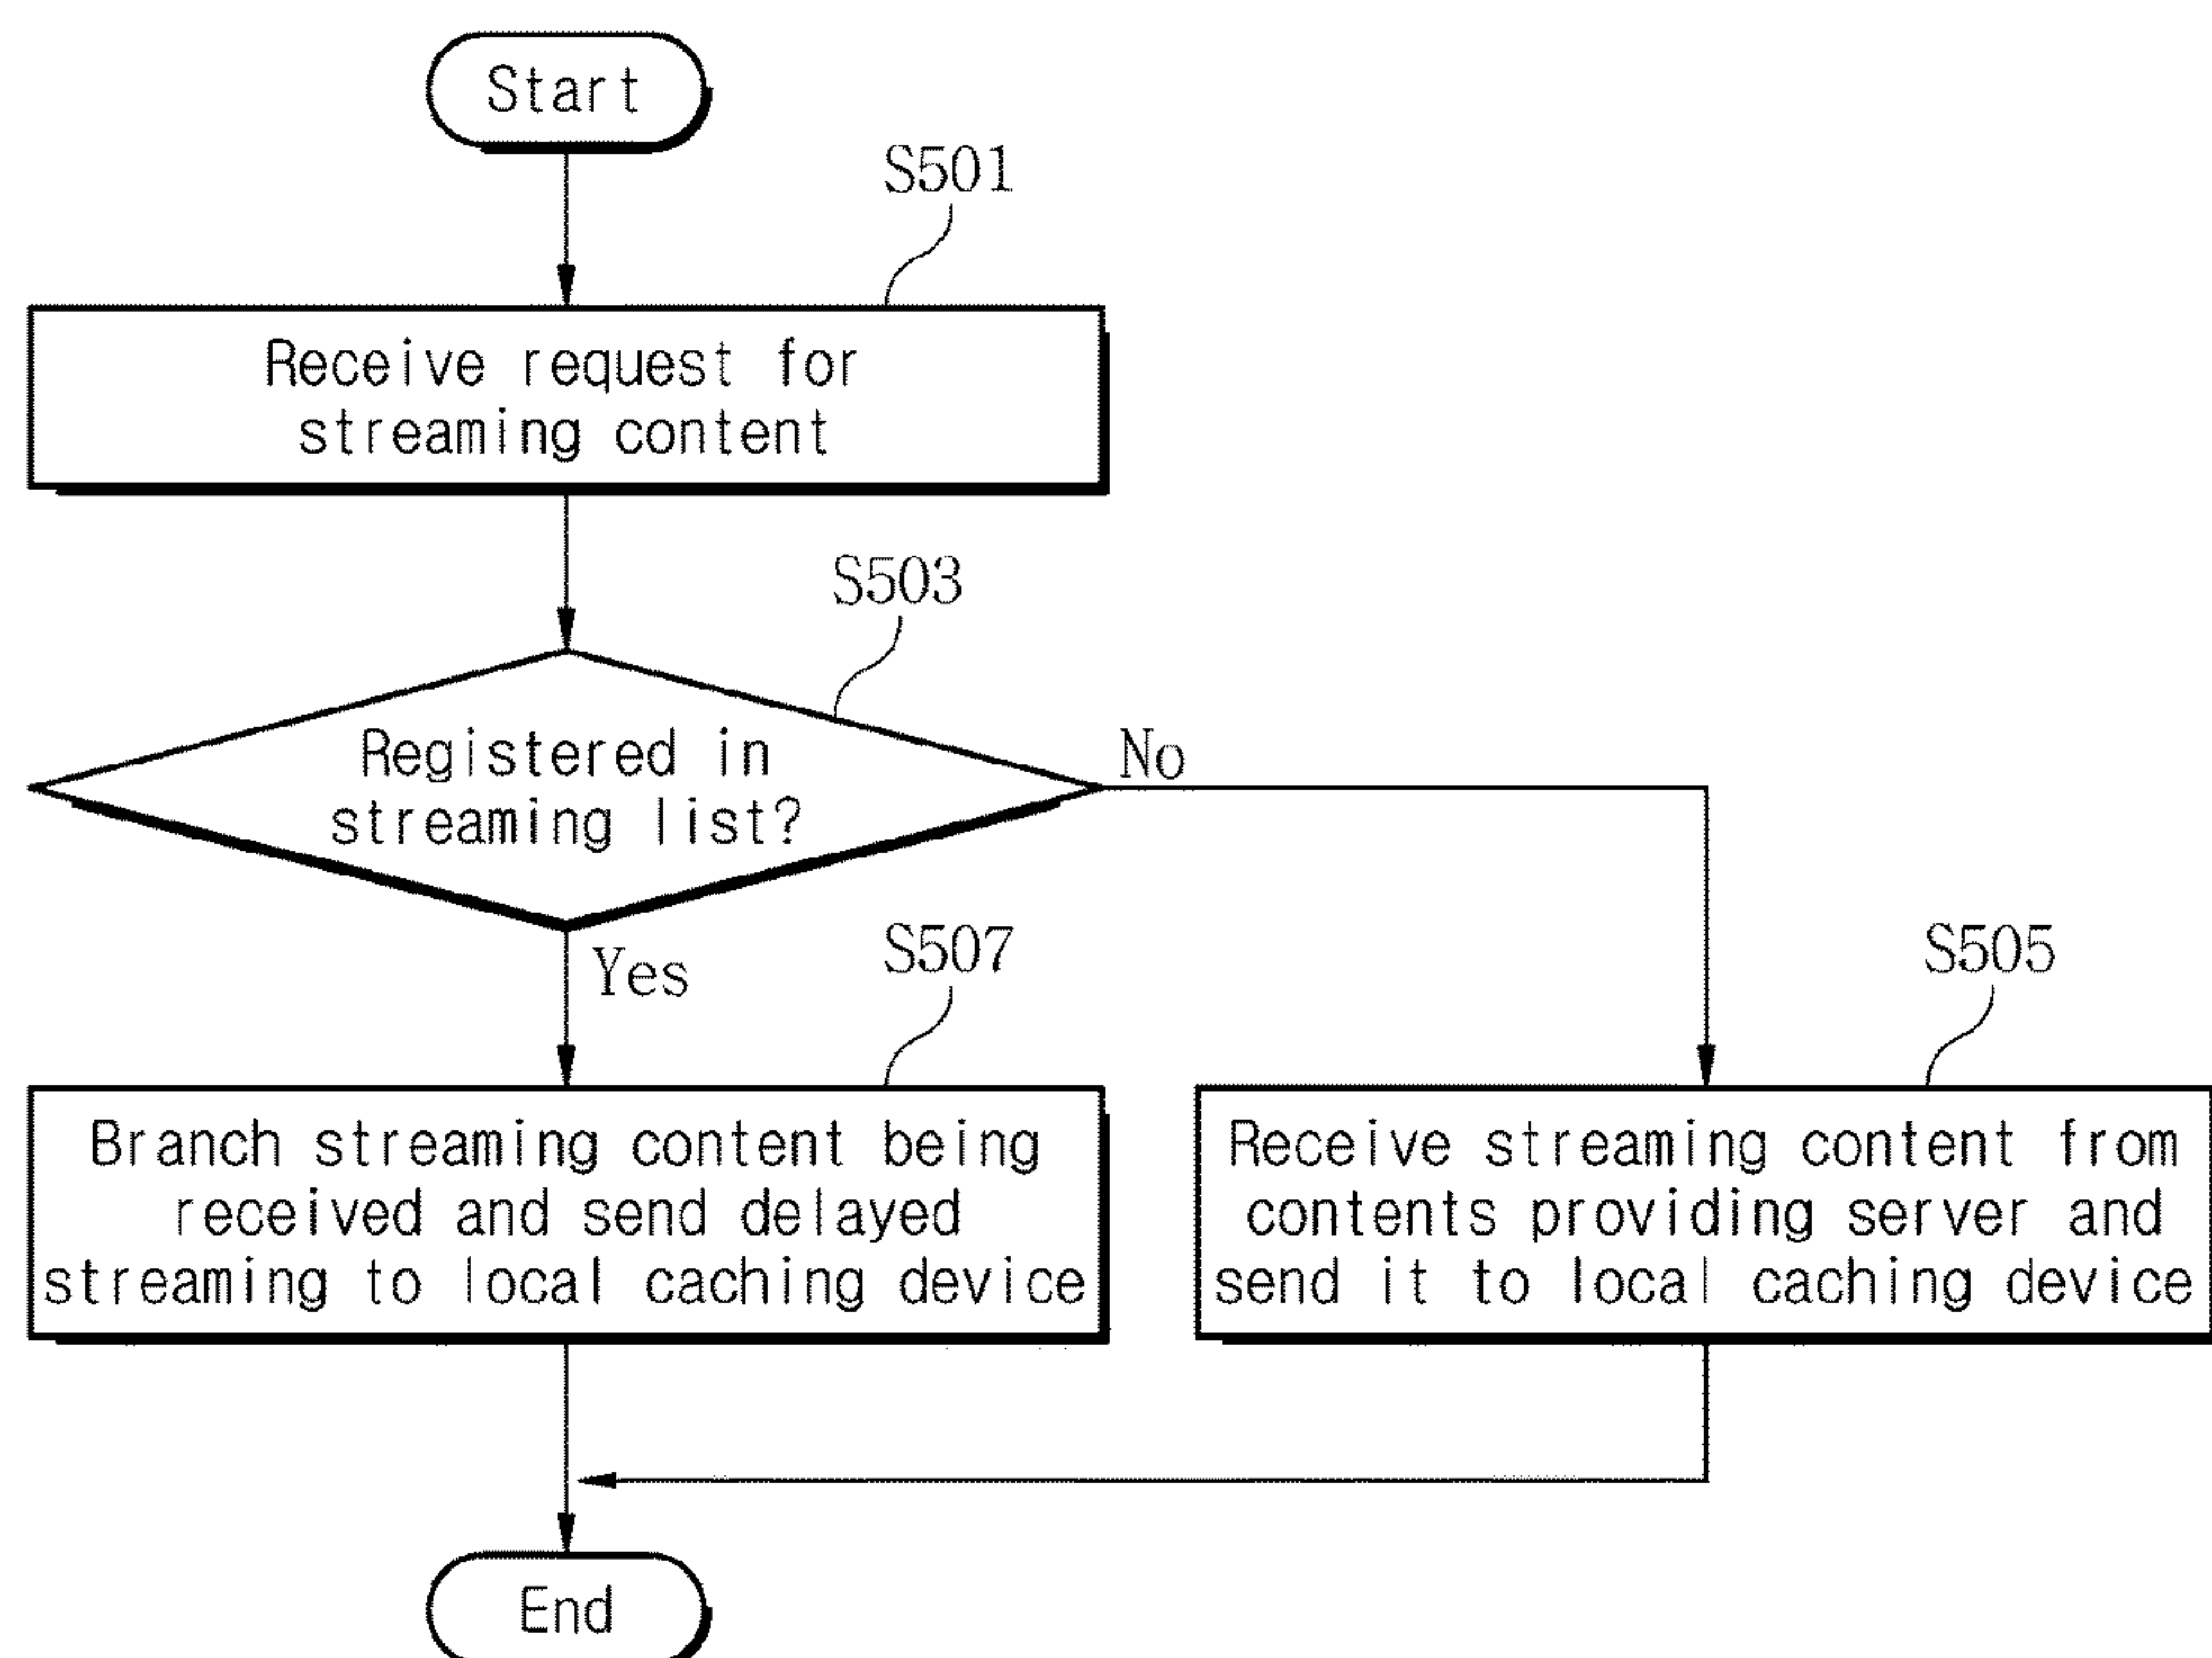 Start
S501
Receive request for
streaming content
S503
Registered in
streaming list?
No
Yes
S507
S505
Branch streaming content being
received and send delayed
streaming to local caching device
Receive streaming content from
contents providing server and
send it to local caching device
End